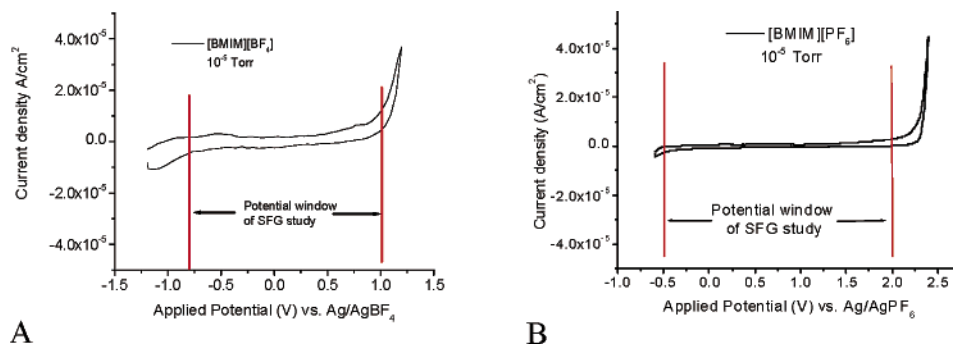 [BMIM][BF₄]
10⁻⁵ Torr
Current density A/cm²
4.0x10⁻⁵
2.0x10⁻⁵
0.0
-2.0x10⁻⁵
-4.0x10⁻⁵
Potential window
of SFG study
-1.5 -1.0 -0.5 0.0 0.5 1.0 1.5
Applied Potential (V) vs. Ag/AgBF₄
A
[BMIM][PF₆]
10⁻⁵ Torr
Current density (A/cm²)
4.0x10⁻⁵
2.0x10⁻⁵
0.0
-2.0x10⁻⁵
-4.0x10⁻⁵
Potential window
of SFG study
-1.0 -0.5 0.0 0.5 1.0 1.5 2.0 2.5
Applied Potential (V) vs. Ag/AgPF₆
B